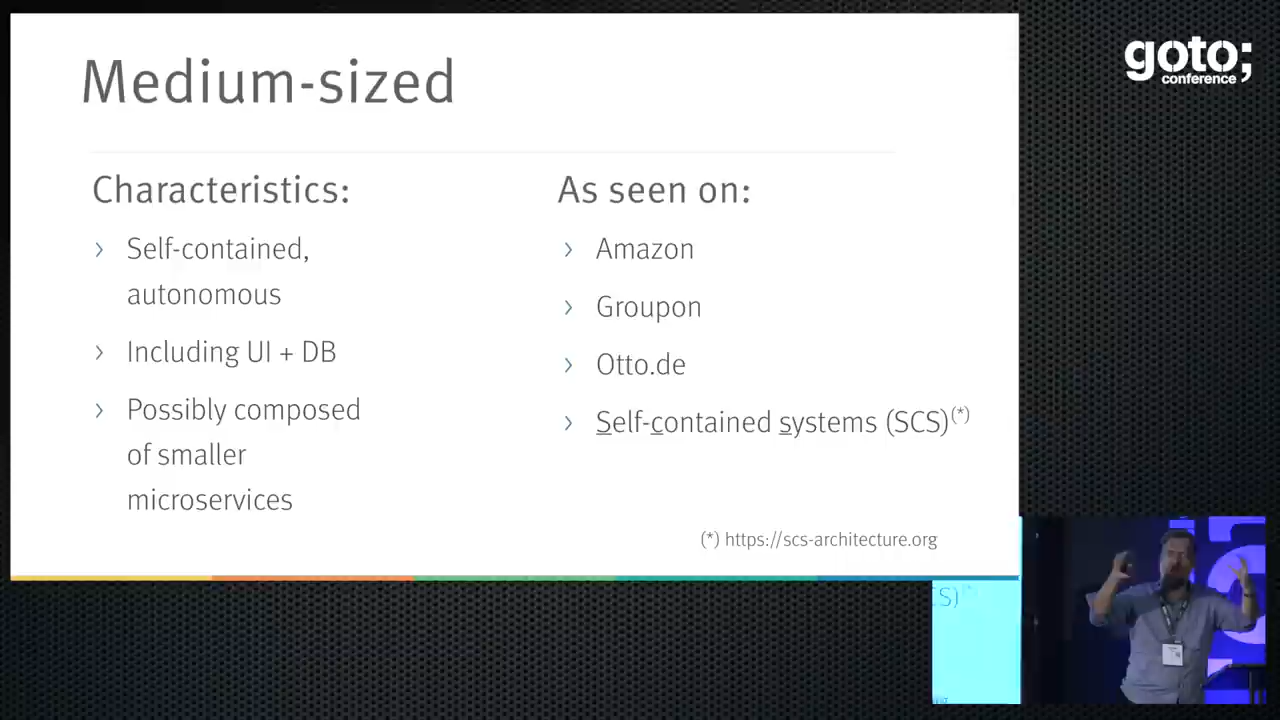 Medium-sized
Characteristics:
› Self-contained,
autonomous
› Including UI + DB
› Possibly composed
of smaller
microservices
As seen on:
› Amazon
› Groupon
› Otto.de
› Self-contained systems (SCS)(*)
(*) https://scs-architecture.org
goto;
conference
CS)(*)